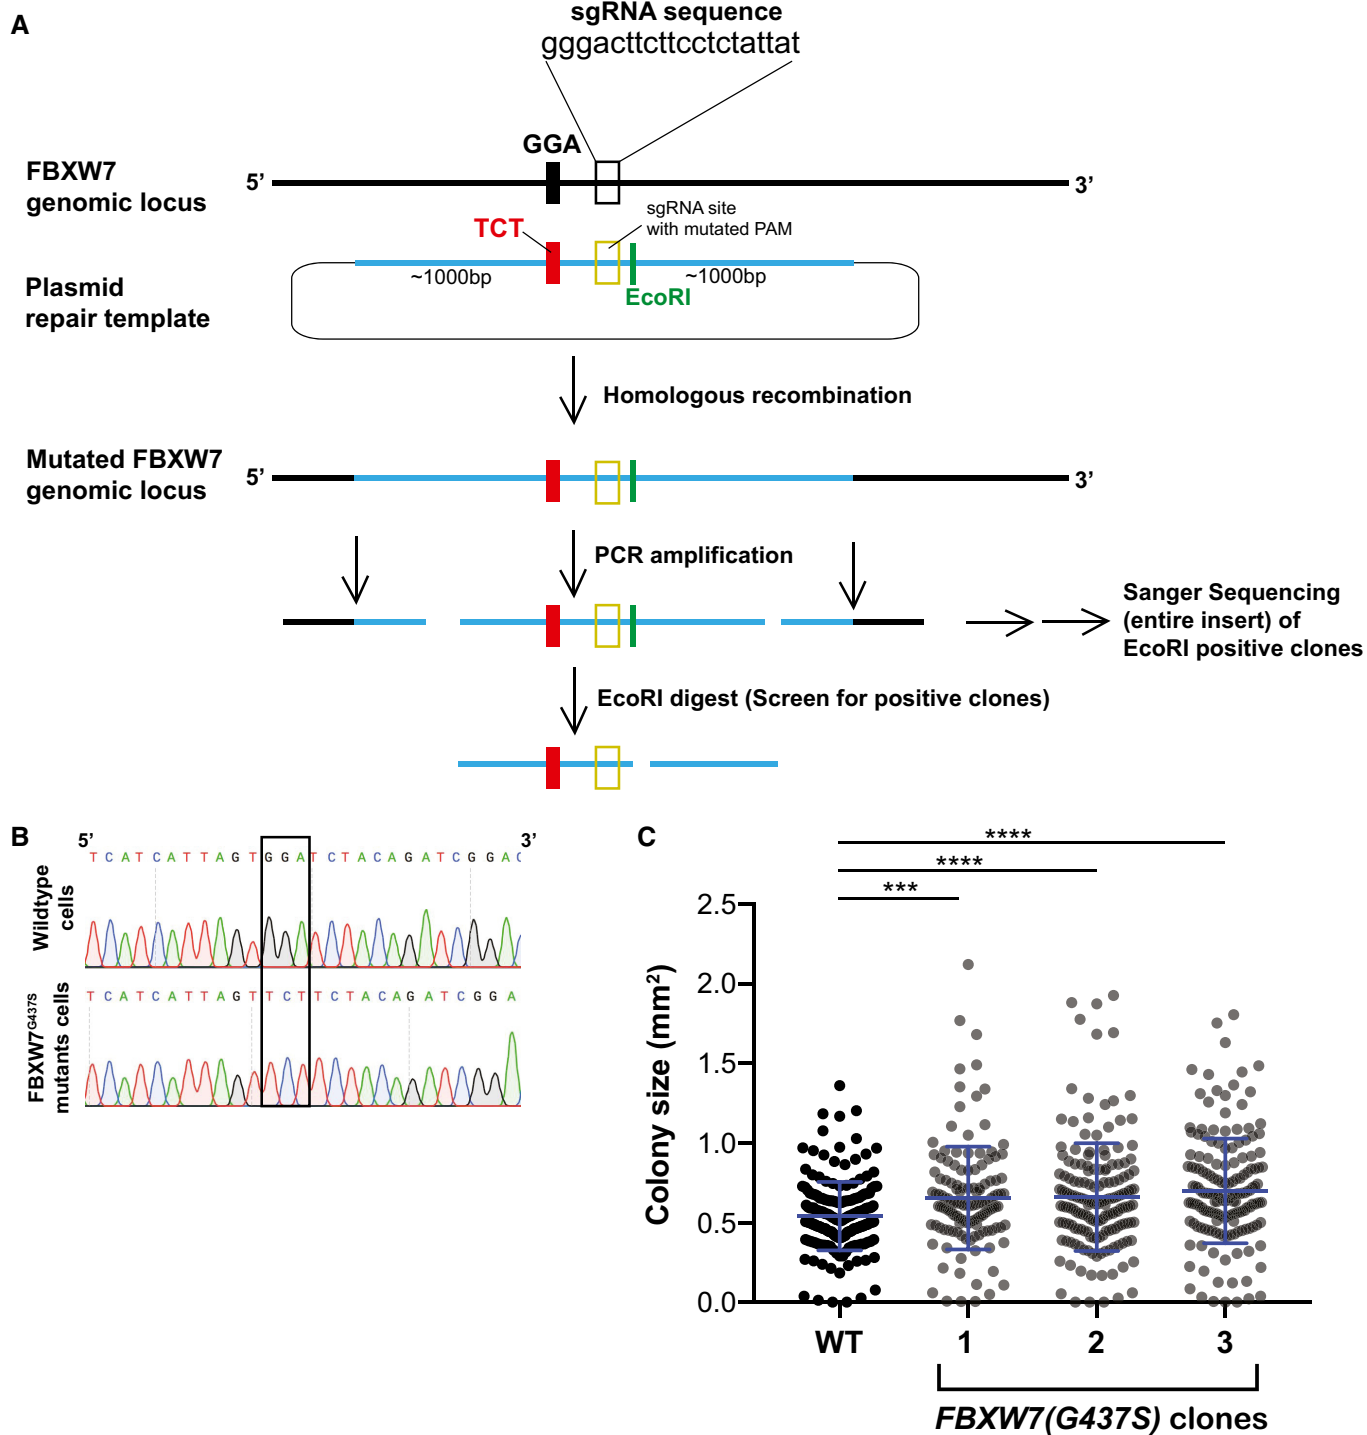 A
sgRNA sequence
gggacttcttcctctattat
GGA
FBXW7
genomic locus
5’
3’
TCT
sgRNA site
with mutated PAM
~1000bp
~1000bp
EcoRI
Plasmid
repair template
Homologous recombination
Mutated FBXW7
genomic locus
5’
3’
PCR amplification
Sanger Sequencing
(entire insert) of
EcoRI positive clones
EcoRI digest (Screen for positive clones)
B
5’
3’
Wildtype
cells
T C A T C A T T A G T G G A T C T A C A G A T C G G A C
FBXW7G437S
mutants cells
T C A T C A T T A G T T C T T C T A C A G A T C G G A
C
****
****
***
Colony size (mm2)
2.5
2.0
1.5
1.0
0.5
0.0
WT
1
2
3
FBXW7(G437S) clones